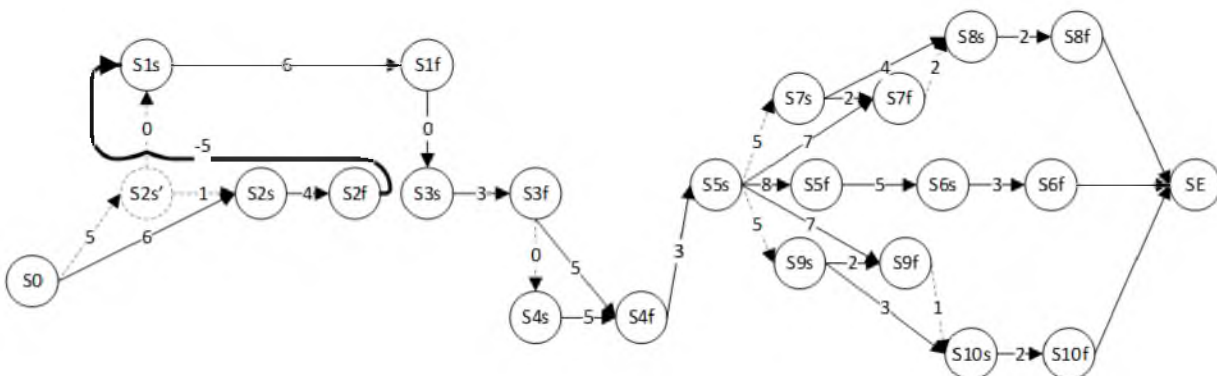 S8s 2 S8f
S1s 6 S1f
4 2
S7s 2 S7f
0 0
5 7
-5
S2s' 1 S2s 4 S2f S3s 3 S3f S5s 8 S5f 5 S6s 3 S6f SE
5 6
5 7
0 5 3
S9s 2 S9f
S0
3 1
S4s 5 S4f
S10s 2 S10f